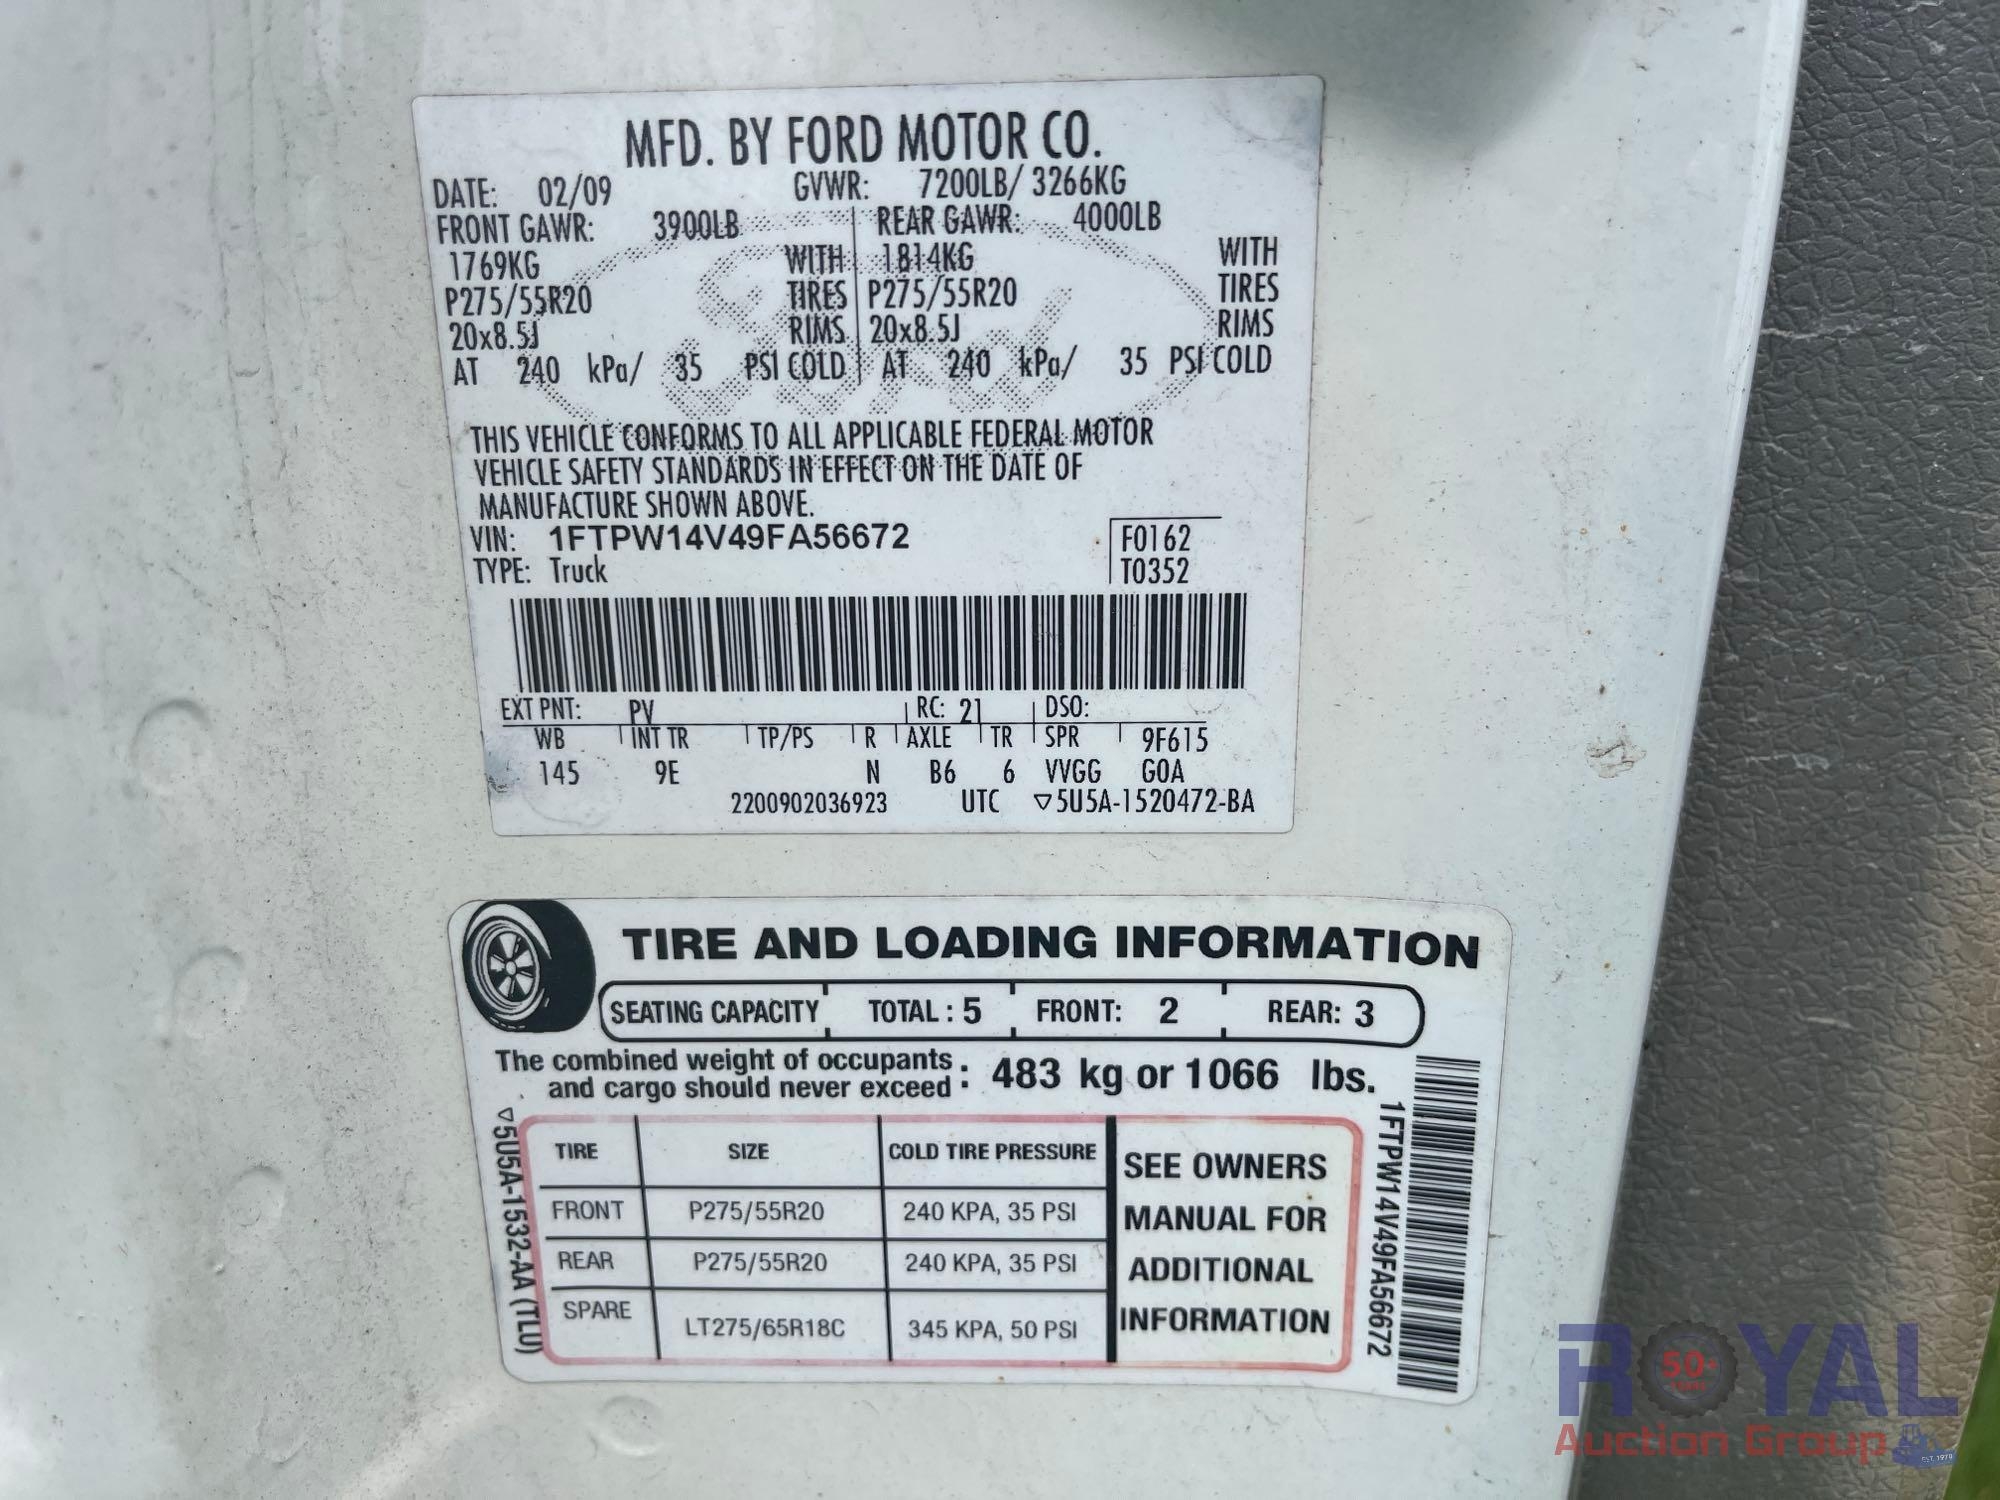 MFD. BY FORD MOTOR CO.
DATE: 02/09 GVWR: 7200LB/ 3266KG
FRONT GAWR: 3900LB REAR GAWR: 4000LB
1769KG WITH 1814KG WITH
P275/55R20 TIRES P275/55R20 TIRES
20x8.5J RIMS 20x8.5J RIMS
AT 240 kPa/ 35 PSI COLD AT 240 kPa/ 35 PSI COLD
Ford
THIS VEHICLE CONFORMS TO ALL APPLICABLE FEDERAL MOTOR
VEHICLE SAFETY STANDARDS IN EFFECT ON THE DATE OF
MANUFACTURE SHOWN ABOVE.
VIN: 1FTPW14V49FA56672 F0162
TYPE: Truck T0352
EXT PNT: PV RC: 21 DSO:
WB INT TR TP/PS R AXLE TR SPR 9F615
145 9E N B6 6 VVGG GOA
2200902036923 UTC ▽5U5A-1520472-BA
TIRE AND LOADING INFORMATION
SEATING CAPACITY TOTAL : 5 FRONT: 2 REAR: 3
The combined weight of occupants
and cargo should never exceed : 483 kg or 1066 lbs.
TIRE SIZE COLD TIRE PRESSURE
FRONT P275/55R20 240 KPA, 35 PSI
REAR P275/55R20 240 KPA, 35 PSI
SPARE LT275/65R18C 345 KPA, 50 PSI
SEE OWNERS
MANUAL FOR
ADDITIONAL
INFORMATION
▽5U5A-1532-AA (TLU)
1FTPW14V49FA56672
ROYAL
50+
YEARS
Auction Group
EST. 1979